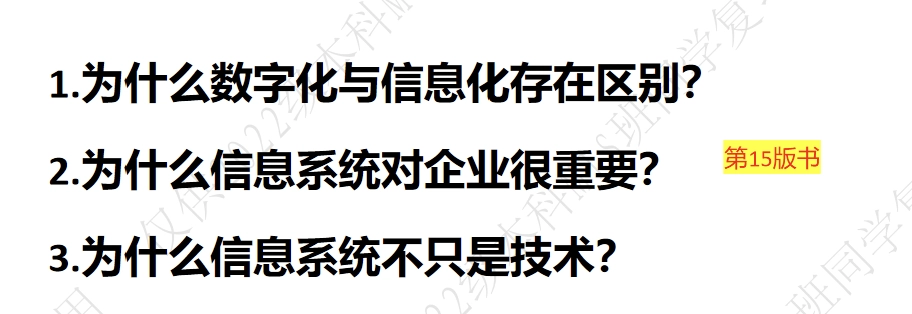 1.为什么数字化与信息化存在区别？
2.为什么信息系统对企业很重要？
第15版书
3.为什么信息系统不只是技术？